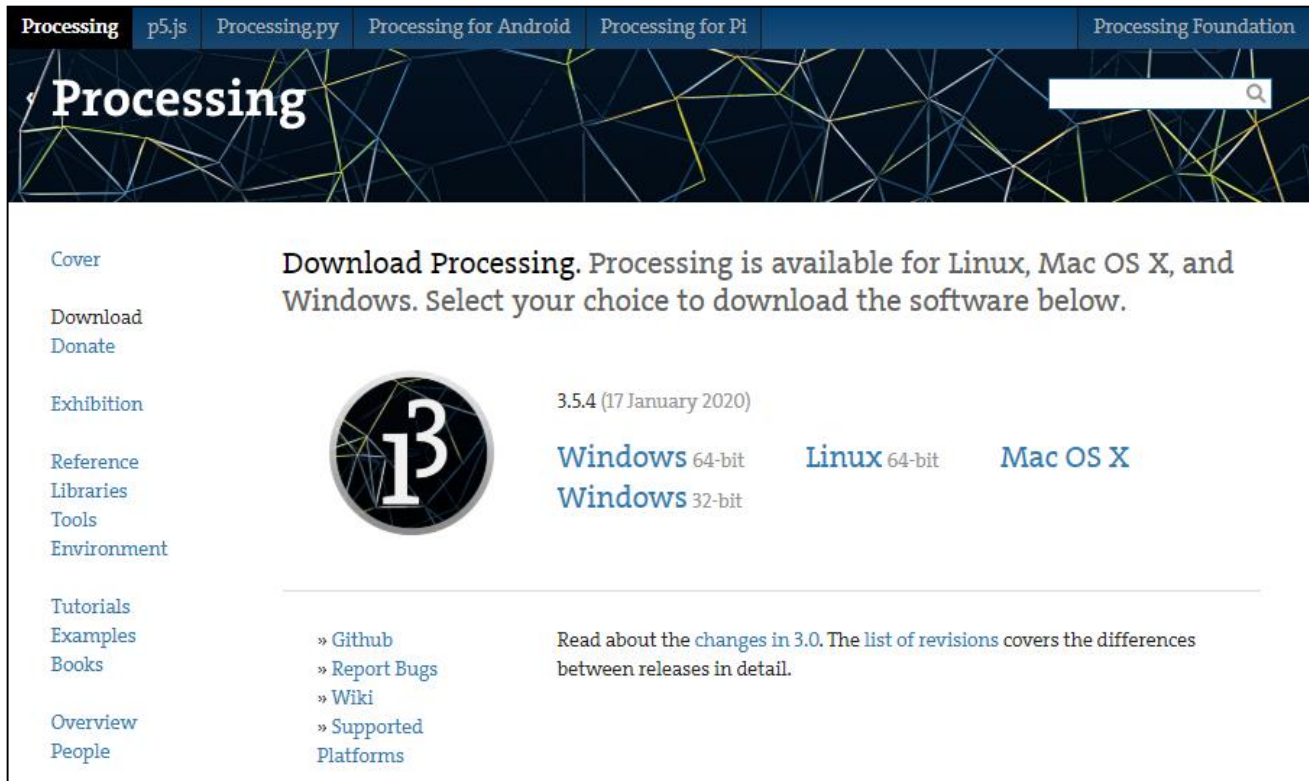 Processing p5.js Processing.py Processing for Android Processing for Pi Processing Foundation
‹ Processing
Cover
Download
Donate
Exhibition
Reference
Libraries
Tools
Environment
Tutorials
Examples
Books
Overview
People
Download Processing. Processing is available for Linux, Mac OS X, and
Windows. Select your choice to download the software below.
3
3.5.4 (17 January 2020)
Windows 64-bit Linux 64-bit Mac OS X
Windows 32-bit
» Github
» Report Bugs
» Wiki
» Supported
Platforms
Read about the changes in 3.0. The list of revisions covers the differences
between releases in detail.